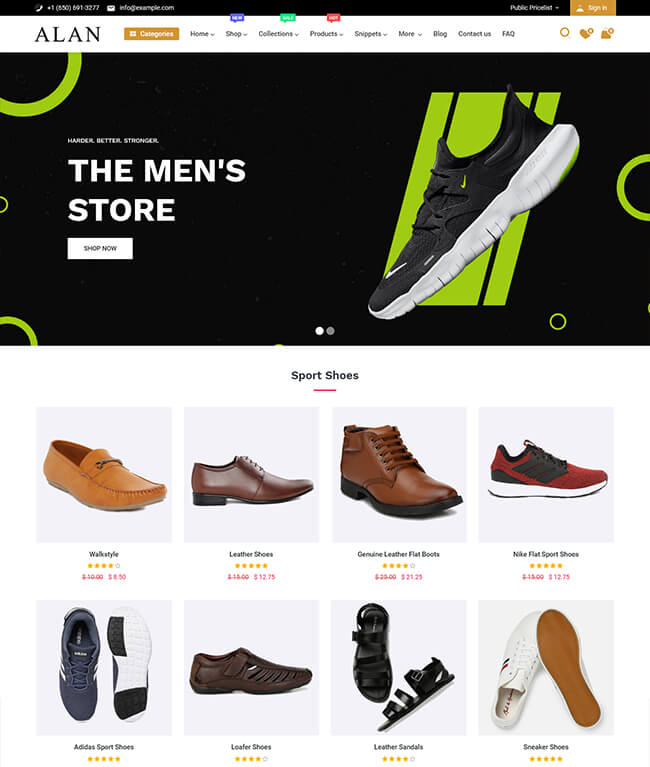 +1 (650) 691-3277 info@example.com Public Pricelist Sign in
NEW SALE HOT
ALAN Categories Home Shop Collections Products Snippets More Blog Contact us FAQ 0 0
HARDER. BETTER. STRONGER.
THE MEN'S
STORE
SHOP NOW
Sport Shoes
Walkstyle Leather Shoes Genuine Leather Flat Boots Nike Flat Sport Shoes
$ 10.00 $ 8.50 $ 15.00 $ 12.75 $ 25.00 $ 21.25 $ 15.00 $ 12.75
Adidas Sport Shoes Loafer Shoes Leather Sandals Sneaker Shoes